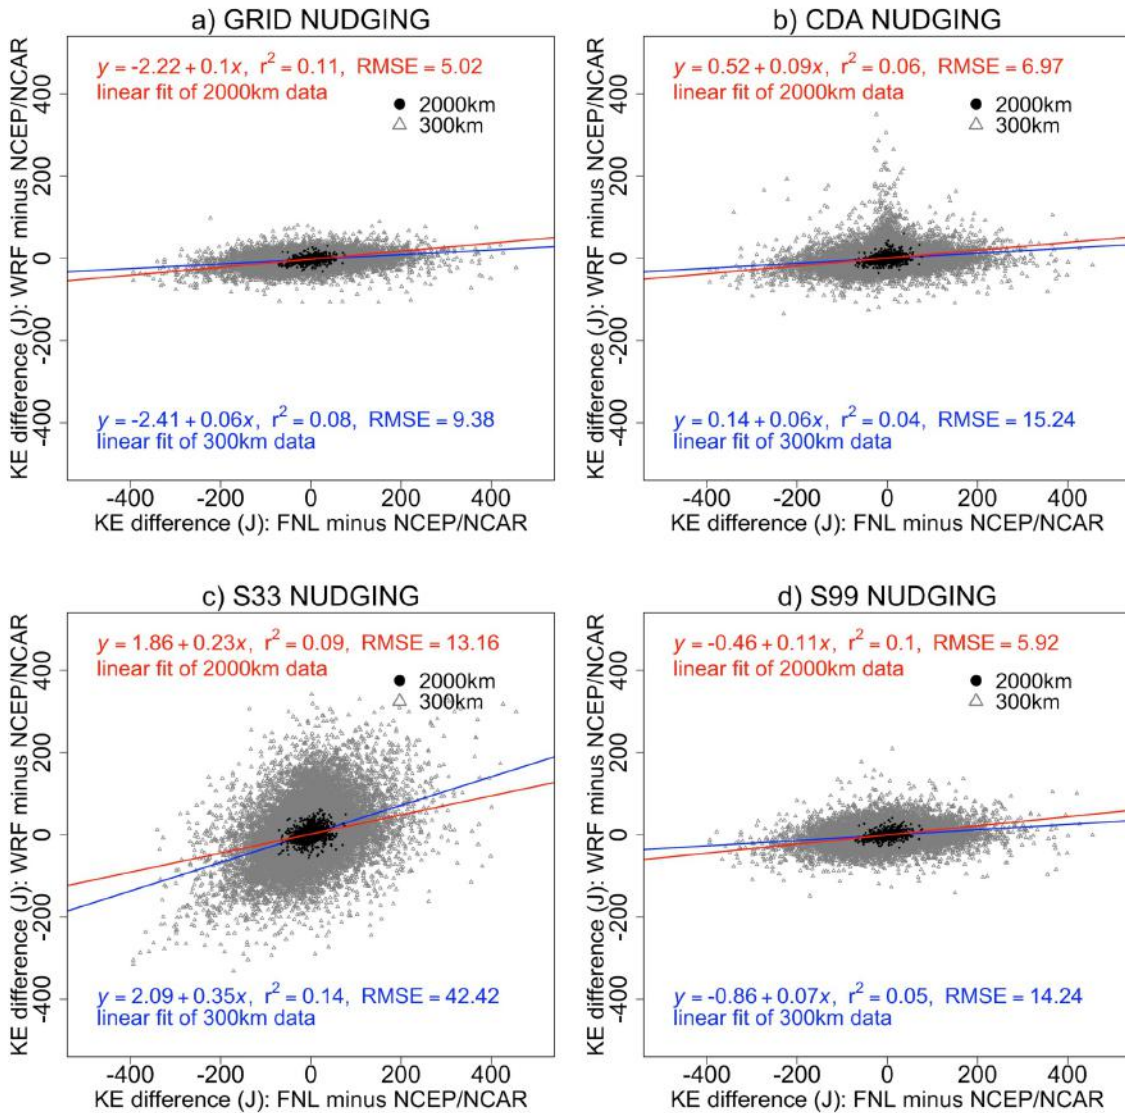 a) GRID NUDGING
y = -2.22 + 0.1x, r² = 0.11, RMSE = 5.02
linear fit of 2000km data
2000km
300km
KE difference (J): WRF minus NCEP/NCAR
400
200
0
-200
-400
y = -2.41 + 0.06x, r² = 0.08, RMSE = 9.38
linear fit of 300km data
-400 -200 0 200 400
KE difference (J): FNL minus NCEP/NCAR
b) CDA NUDGING
y = 0.52 + 0.09x, r² = 0.06, RMSE = 6.97
linear fit of 2000km data
2000km
300km
KE difference (J): WRF minus NCEP/NCAR
400
200
0
-200
-400
y = 0.14 + 0.06x, r² = 0.04, RMSE = 15.24
linear fit of 300km data
-400 -200 0 200 400
KE difference (J): FNL minus NCEP/NCAR
c) S33 NUDGING
y = 1.86 + 0.23x, r² = 0.09, RMSE = 13.16
linear fit of 2000km data
2000km
300km
KE difference (J): WRF minus NCEP/NCAR
400
200
0
-200
-400
y = 2.09 + 0.35x, r² = 0.14, RMSE = 42.42
linear fit of 300km data
-400 -200 0 200 400
KE difference (J): FNL minus NCEP/NCAR
d) S99 NUDGING
y = -0.46 + 0.11x, r² = 0.1, RMSE = 5.92
linear fit of 2000km data
2000km
300km
KE difference (J): WRF minus NCEP/NCAR
400
200
0
-200
-400
y = -0.86 + 0.07x, r² = 0.05, RMSE = 14.24
linear fit of 300km data
-400 -200 0 200 400
KE difference (J): FNL minus NCEP/NCAR